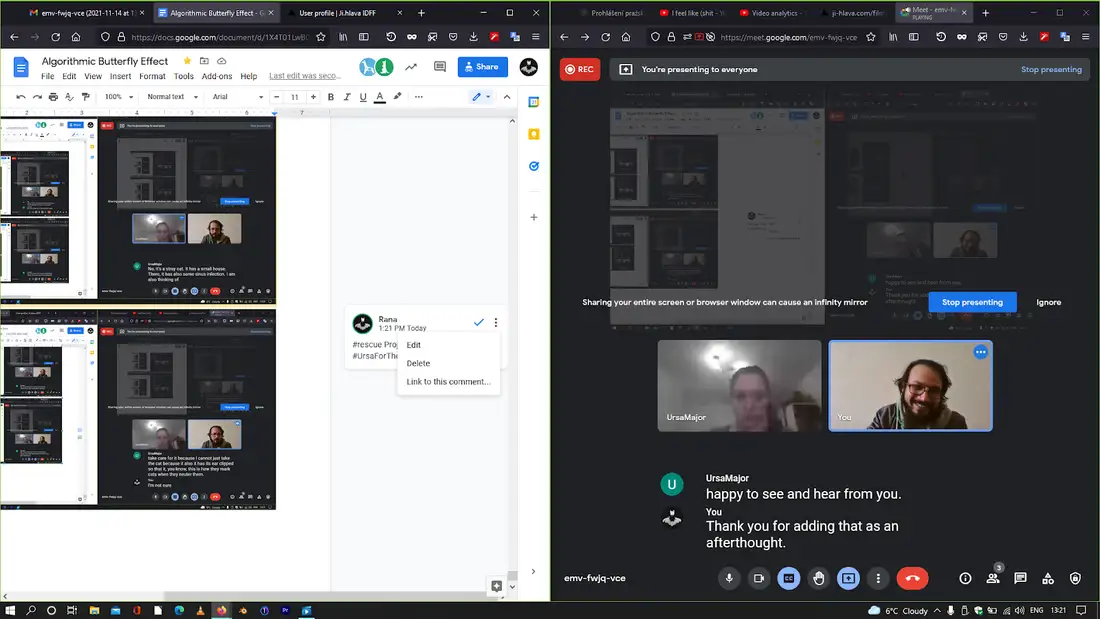 emv-fwjq-vce (2021-11-14 at 13
Algorithmic Butterfly Effect - G
User profile | Ji.hlava IDFF
https://docs.google.com/document/d/1X4T01LwbG
Algorithmic Butterfly Effect
File Edit View Insert Format Tools Add-ons Help Last edit was seco...
Share
100% Normal text Arial 11 B I U A
Rana
1:21 PM Today
#rescue Proj
#UrsaForThe
Edit
Delete
Link to this comment...
Prohlášení pražsk
I feel like (shit - Y
Video analytics -
ji-hlava.com/Film
Meet - emv-f
PLAYING
https://meet.google.com/emv-fwjq-vce
REC
You're presenting to everyone
Stop presenting
Sharing your entire screen or browser window can cause an infinity mirror
Stop presenting
Ignore
UrsaMajor
You
U
UrsaMajor
happy to see and hear from you.
You
Thank you for adding that as an
afterthought.
emv-fwjq-vce
3
UrsaMajor
No, it's a stray cat. It has a small house.
Then, it has also some sinus infection. I am
also thinking of
take care for it because I cannot just take
the cat because it also it has its ear clipped
so that it, you know, this is how they mark
cats when they neuter them.
You
I'm not sure
6°C Cloudy
ENG
13:21